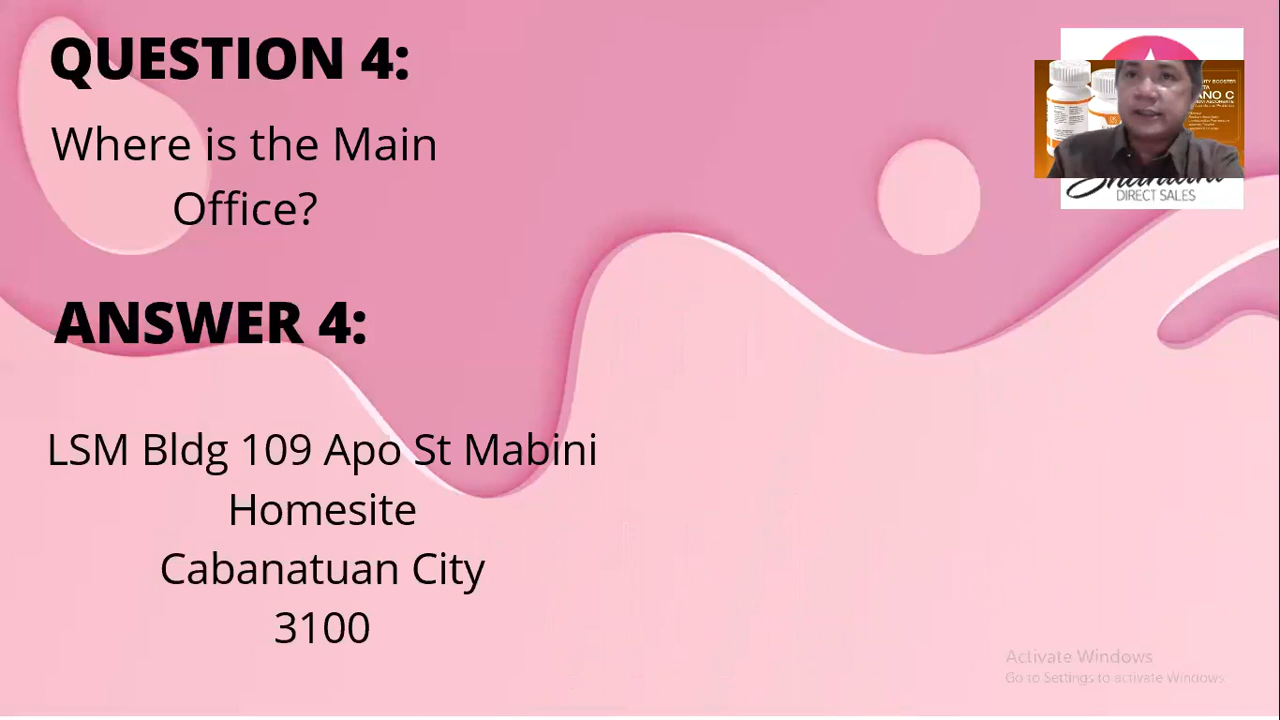 QUESTION 4:
Where is the Main
Office?
ANSWER 4:
LSM Bldg 109 Apo St Mabini
Homesite
Cabanatuan City
3100
ANO C
DIRECT SALES
Activate Windows
Go to Settings to activate Windows.